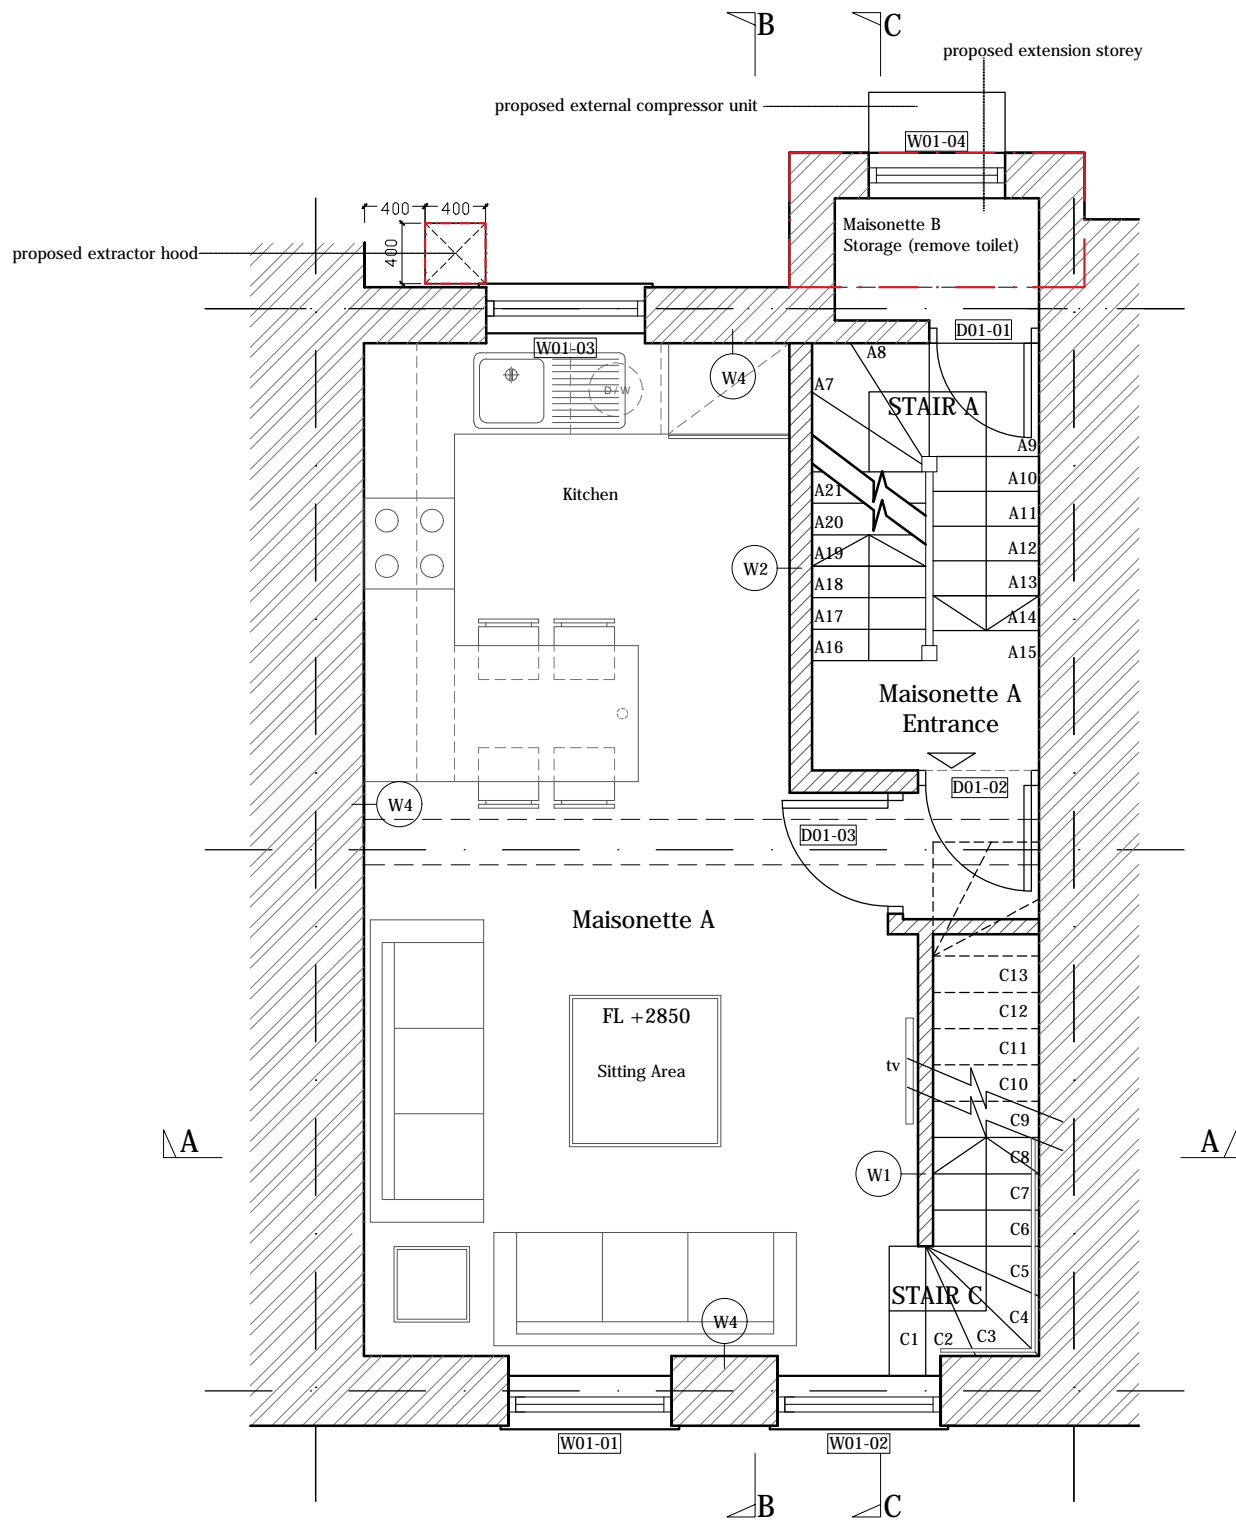 B
C
proposed extension storey
proposed external compressor unit
W01-04
400
400
Maisonette B
Storage (remove toilet)
proposed extractor hood
400
D01-01
W01-03
A8
W4
A7
D/W
STAIR A
A9
A10
A21
Kitchen
A11
A20
A12
A19
W2
A13
A18
A17
A14
A16
A15
Maisonette A
Entrance
D01-02
W4
D01-03
Maisonette A
C13
C12
FL +2850
C11
tv
Sitting Area
C10
C9
A
A
C8
W1
C7
C6
C5
STAIR C
C4
W4
C3
C2
C1
W01-01
W01-02
B
C